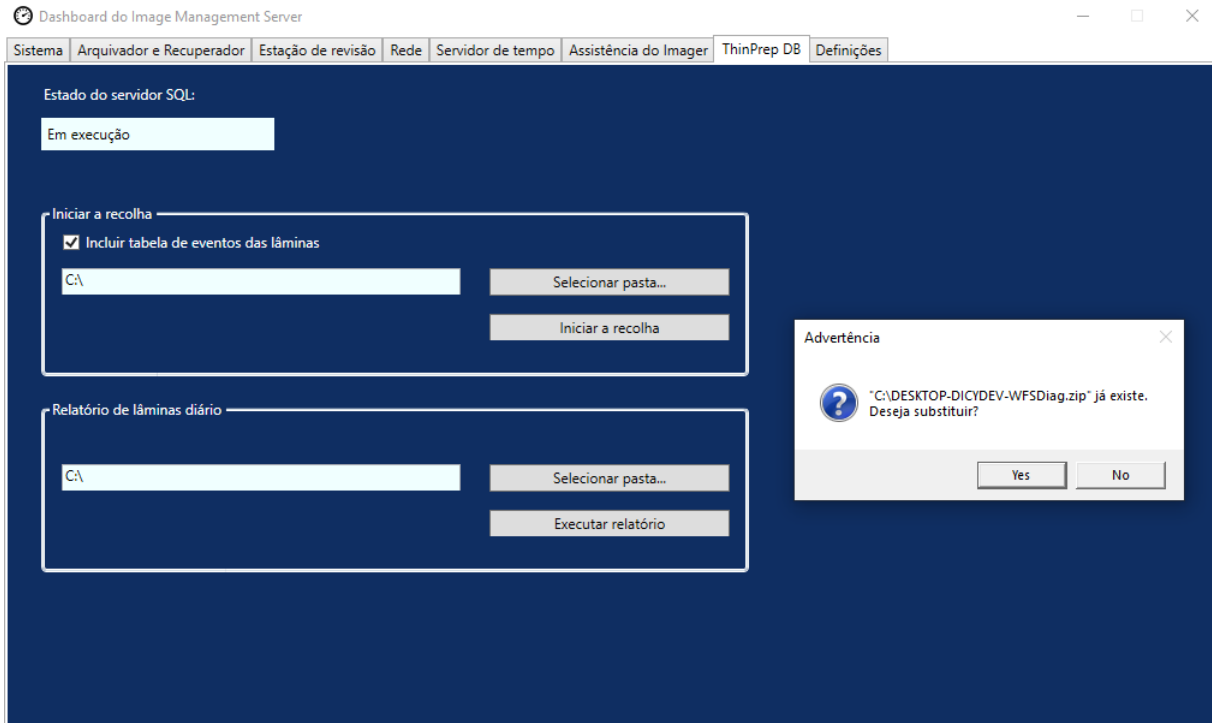 Dashboard do Image Management Server
Sistema Arquivador e Recuperador Estação de revisão Rede Servidor de tempo Assistência do Imager ThinPrep DB Definições
Estado do servidor SQL:
Em execução
Iniciar a recolha
Incluir tabela de eventos das lâminas
C:\ Selecionar pasta...
Iniciar a recolha
Relatório de lâminas diário
C:\ Selecionar pasta...
Executar relatório
Advertência
"C:\DESKTOP-DICYDEV-WFSDiag.zip" já existe.
Deseja substituir?
Yes No